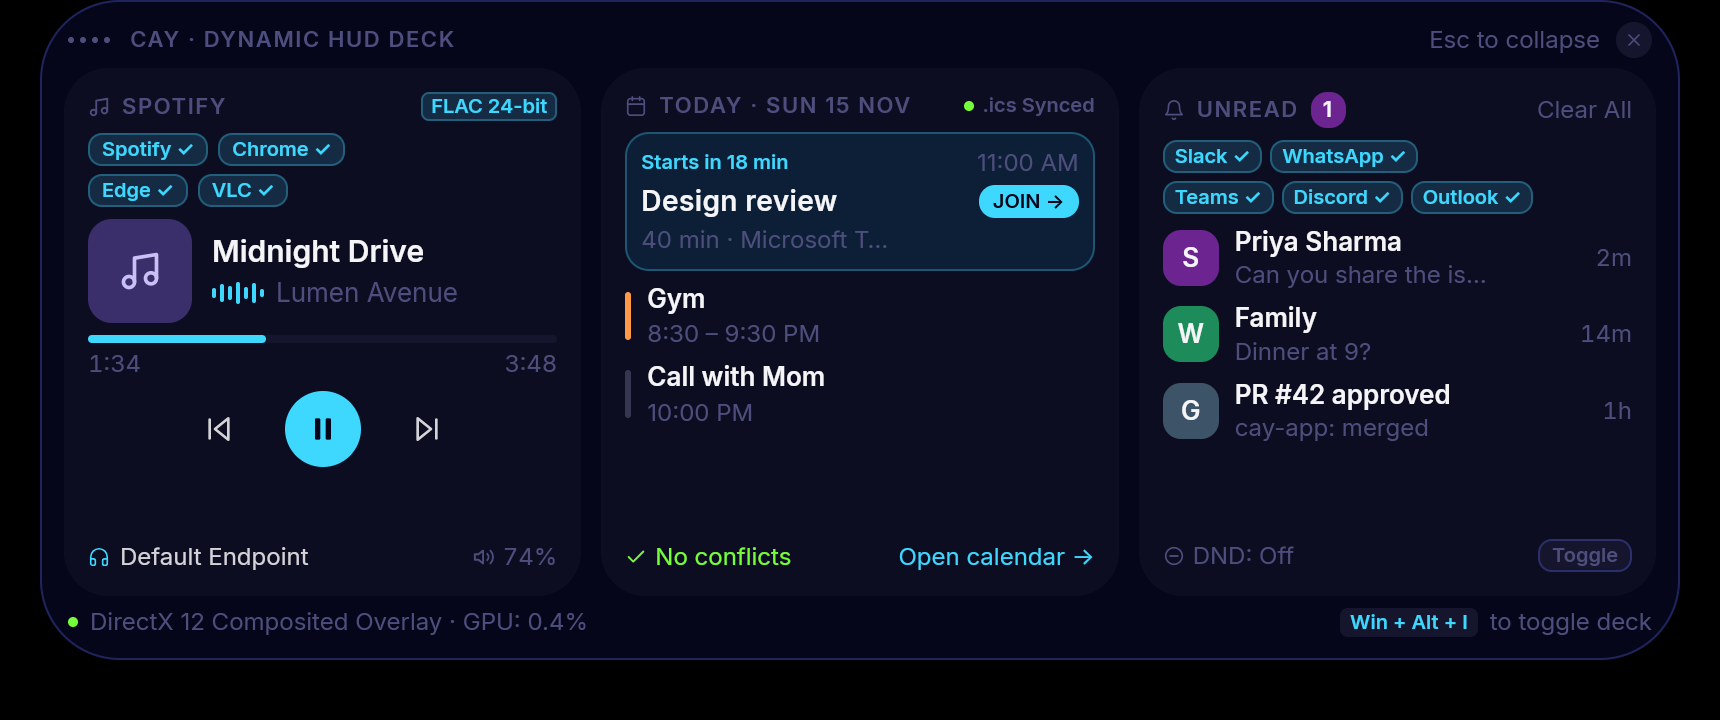 CAY · DYNAMIC HUD DECK
Esc to collapse
SPOTIFY
FLAC 24-bit
Spotify ✓ Chrome ✓
Edge ✓ VLC ✓
Midnight Drive
Lumen Avenue
1:34 3:48
Default Endpoint
74%
TODAY · SUN 15 NOV
.ics Synced
Starts in 18 min 11:00 AM
Design review JOIN →
40 min · Microsoft T...
Gym
8:30 – 9:30 PM
Call with Mom
10:00 PM
No conflicts
Open calendar →
UNREAD 1
Clear All
Slack ✓ WhatsApp ✓
Teams ✓ Discord ✓ Outlook ✓
S
Priya Sharma
Can you share the is...
2m
W
Family
Dinner at 9?
14m
G
PR #42 approved
cay-app: merged
1h
DND: Off
Toggle
DirectX 12 Composited Overlay · GPU: 0.4%
Win + Alt + I to toggle deck